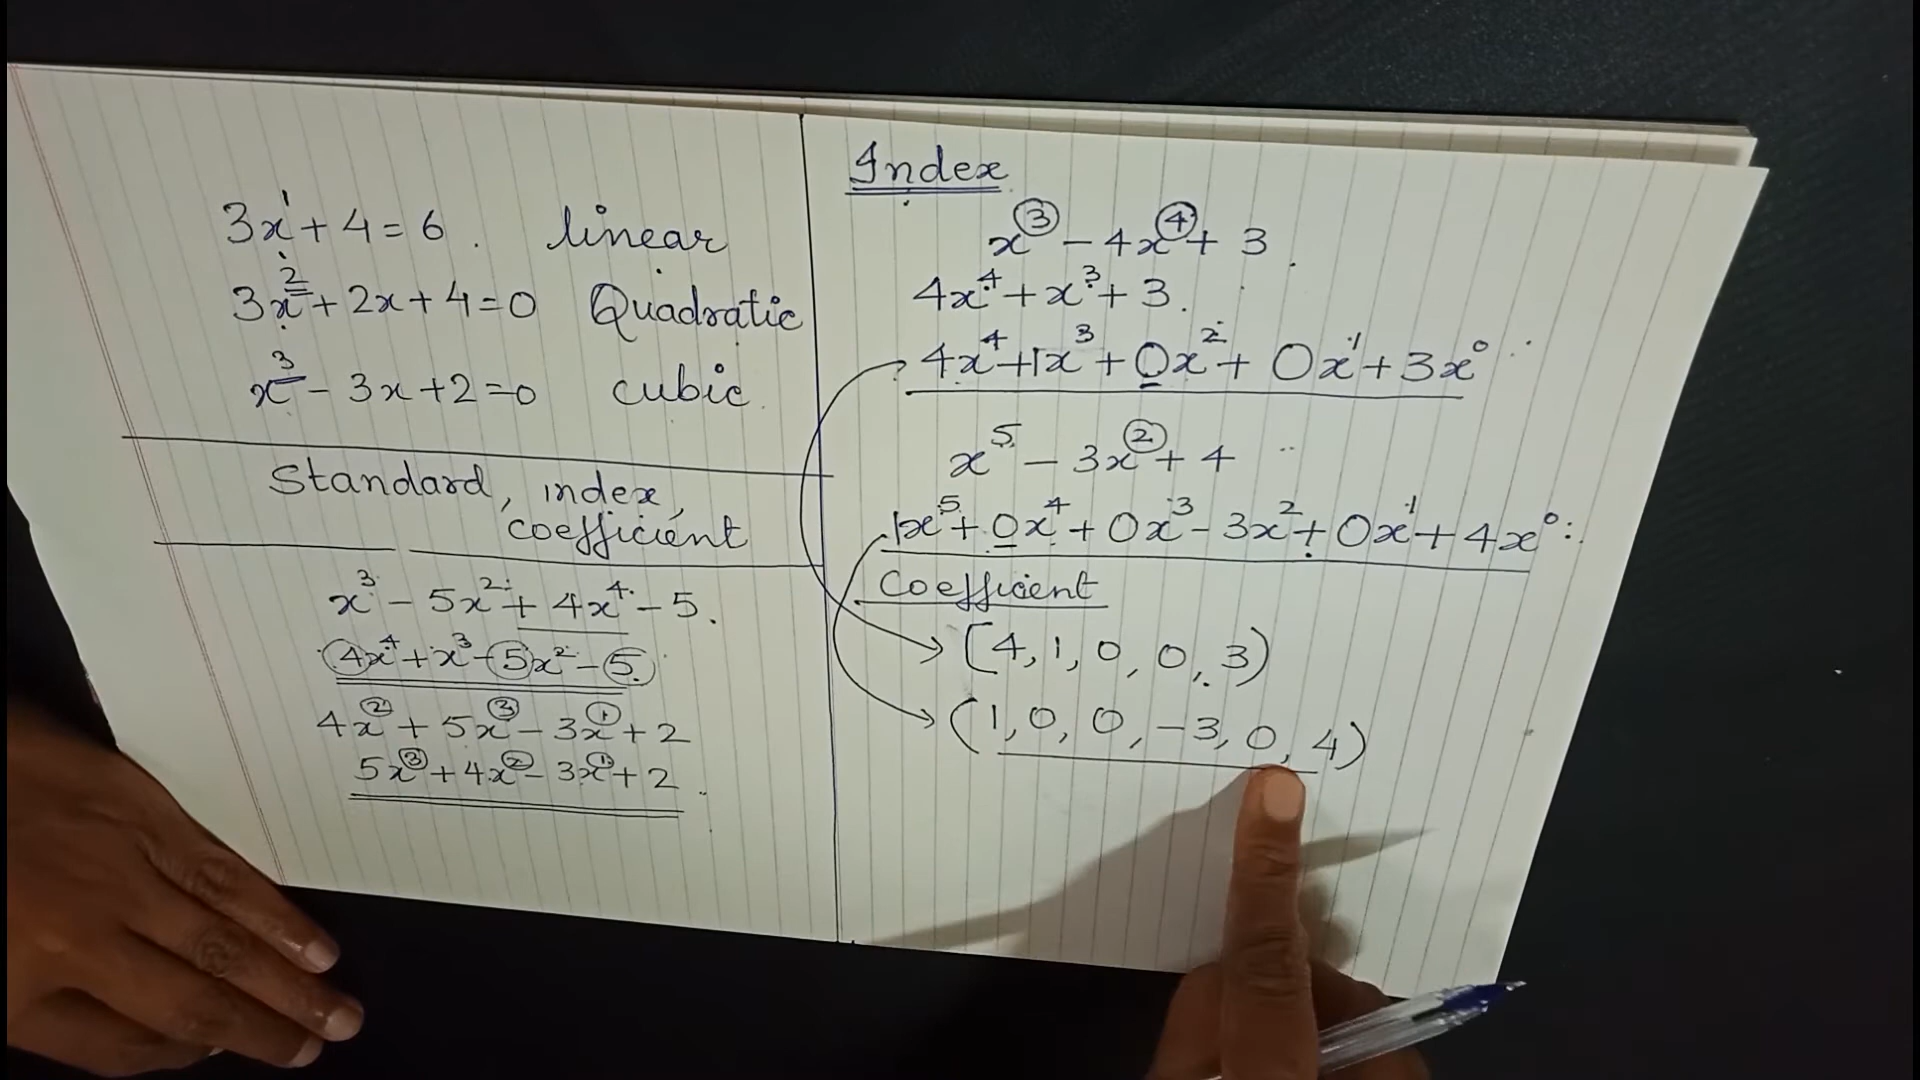 3x¹ + 4 = 6. linear
3x² + 2x + 4 = 0 Quadratic
x³ - 3x + 2 = 0 cubic.
Standard, index,
coefficient
x³ - 5x² + 4x⁴ - 5.
4x⁴ + x³ - 5x² - 5.
4x² + 5x³ - 3x¹ + 2
5x³ + 4x² - 3x¹ + 2.
Index
x³ - 4x⁴ + 3.
4x⁴ + x³ + 3.
4x⁴ + 1x³ + 0x² + 0x¹ + 3x⁰
x⁵ - 3x² + 4
1x⁵ + 0x⁴ + 0x³ - 3x² + 0x¹ + 4x⁰
Coefficient
(4, 1, 0, 0, 3)
(1, 0, 0, -3, 0, 4)